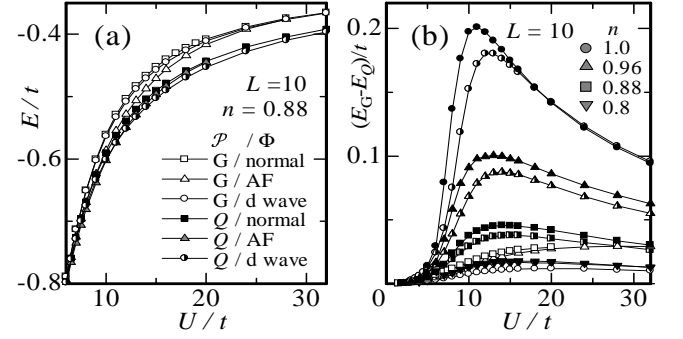 (a)
L =10
n = 0.88
𝒫 / Φ
G / normal
G / AF
G / d wave
Q / normal
Q / AF
Q / d wave
-0.4
-0.6
-0.8
E / t
10
20
30
U / t
(b)
L = 10
n
1.0
0.96
0.88
0.8
0.2
0.1
0
(E_G-E_Q)/t
10
20
30
U / t